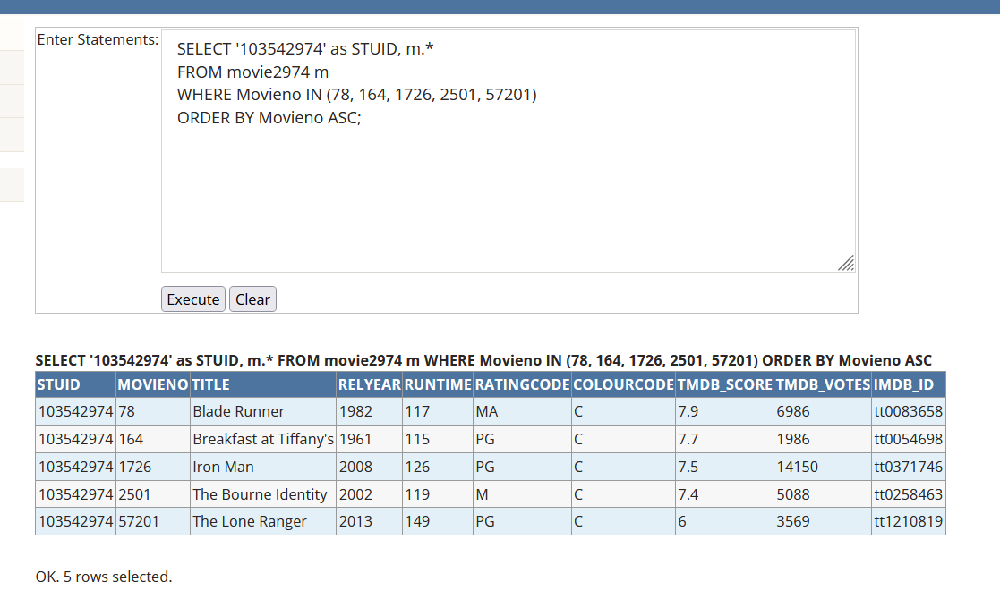 Enter Statements:
SELECT '103542974' as STUID, m.*
FROM movie2974 m
WHERE Movieno IN (78, 164, 1726, 2501, 57201)
ORDER BY Movieno ASC;
Execute Clear
SELECT '103542974' as STUID, m.* FROM movie2974 m WHERE Movieno IN (78, 164, 1726, 2501, 57201) ORDER BY Movieno ASC
STUID MOVIENO TITLE RELYEAR RUNTIME RATINGCODE COLOURCODE TMDB_SCORE TMDB_VOTES IMDB_ID
103542974 78 Blade Runner 1982 117 MA C 7.9 6986 tt0083658
103542974 164 Breakfast at Tiffany's 1961 115 PG C 7.7 1986 tt0054698
103542974 1726 Iron Man 2008 126 PG C 7.5 14150 tt0371746
103542974 2501 The Bourne Identity 2002 119 M C 7.4 5088 tt0258463
103542974 57201 The Lone Ranger 2013 149 PG C 6 3569 tt1210819
OK. 5 rows selected.